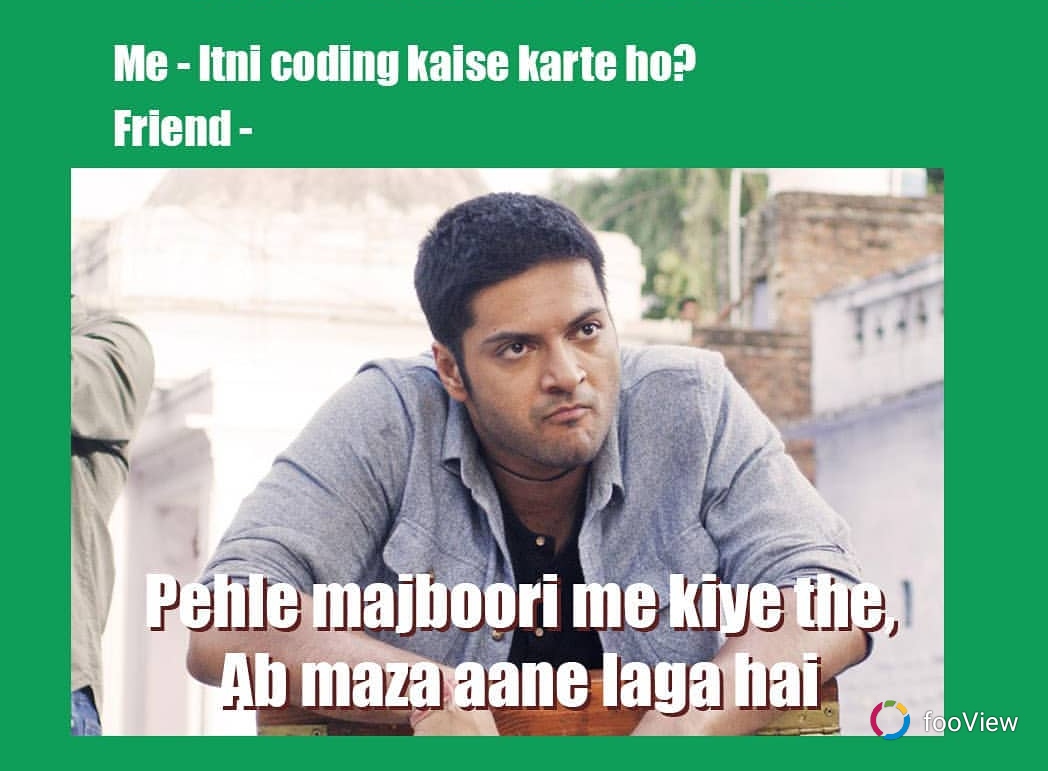 Me - Itni coding kaise karte ho?
Friend -
Pehle majboori me kiye the,
Ab maza aane laga hai
fooView